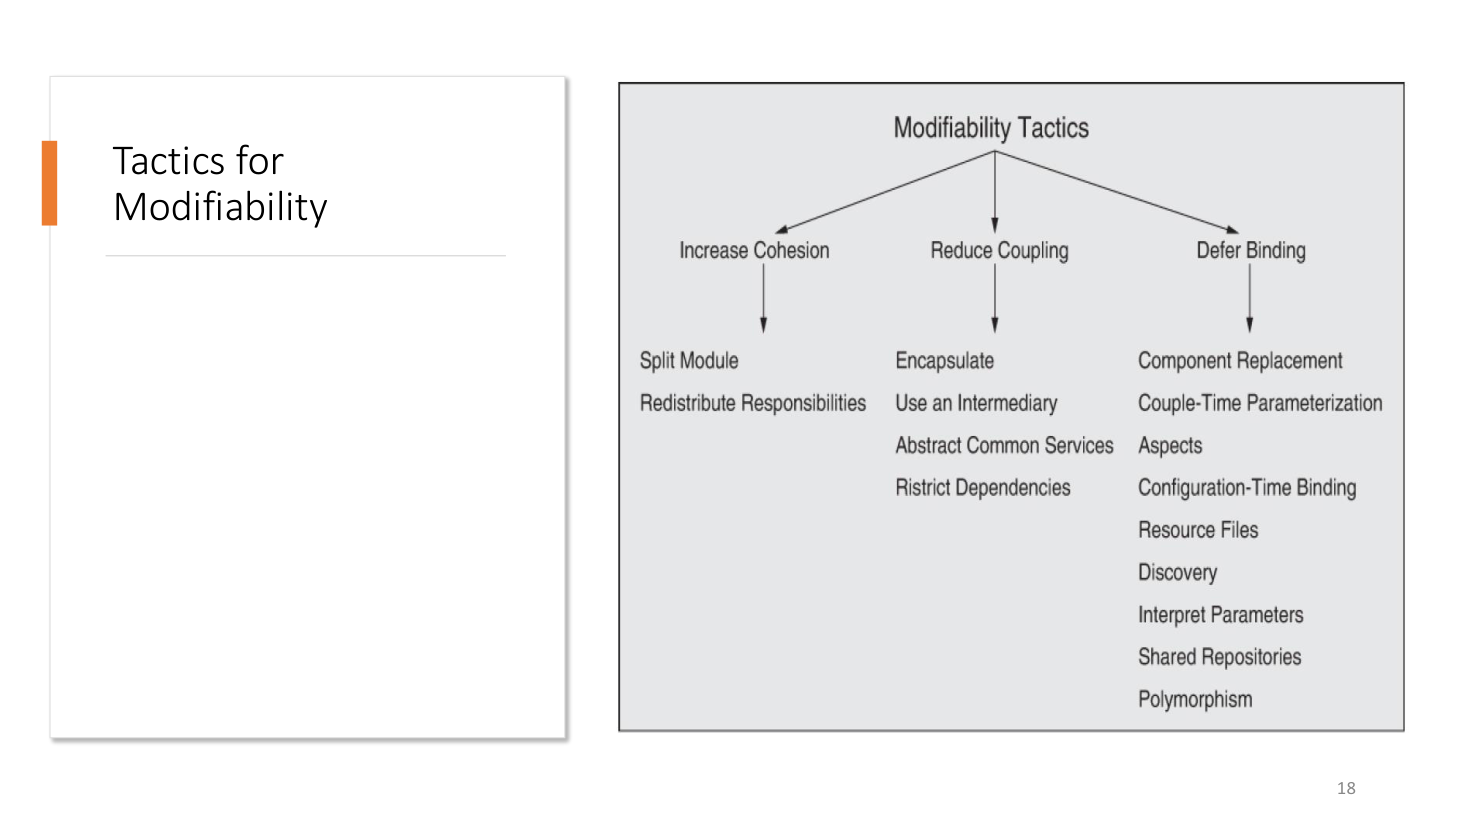 Tactics for
Modifiability
Modifiability Tactics
Increase Cohesion
Reduce Coupling
Defer Binding
Split Module
Redistribute Responsibilities
Encapsulate
Use an Intermediary
Abstract Common Services
Ristrict Dependencies
Component Replacement
Couple-Time Parameterization
Aspects
Configuration-Time Binding
Resource Files
Discovery
Interpret Parameters
Shared Repositories
Polymorphism
18